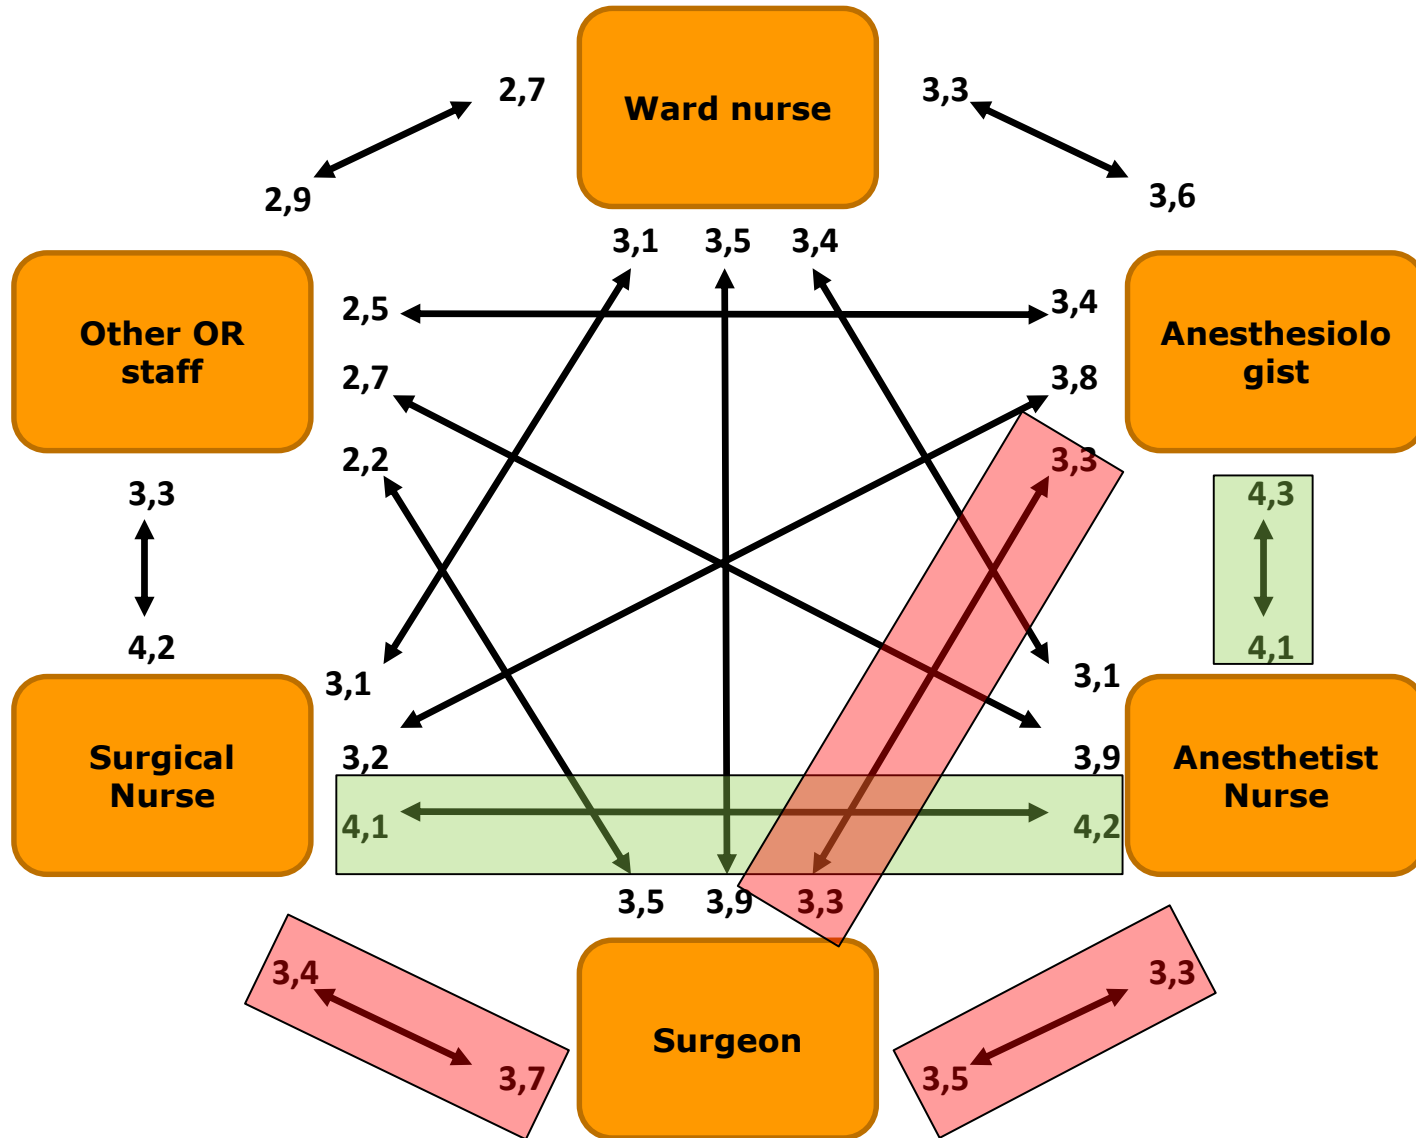 2,7
Ward nurse
3,3
2,9
3,6
3,1 3,5 3,4
Other OR
staff
2,5
2,7
2,2
3,4
3,8
3,3
Anesthesiolo
gist
3,3
4,3
4,2
4,1
Surgical
Nurse
3,1
3,2
4,1
3,1
3,9
4,2
Anesthetist
Nurse
3,5 3,9 3,3
3,4
3,3
Surgeon
3,7
3,5